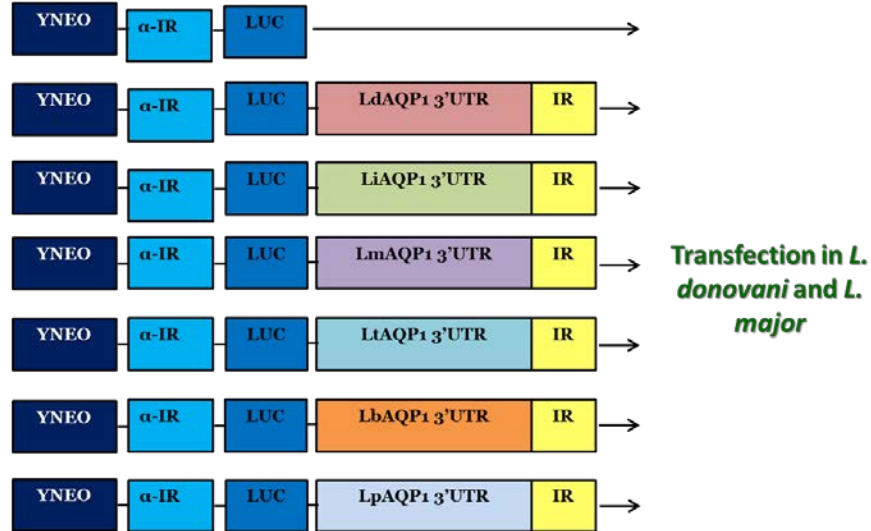 YNEO α-IR LUC
YNEO α-IR LUC LdAQP1 3'UTR IR
YNEO α-IR LUC LiAQP1 3'UTR IR
YNEO α-IR LUC LmAQP1 3'UTR IR
Transfection in L.
donovani and L.
major
YNEO α-IR LUC LtAQP1 3'UTR IR
YNEO α-IR LUC LbAQP1 3'UTR IR
YNEO α-IR LUC LpAQP1 3'UTR IR